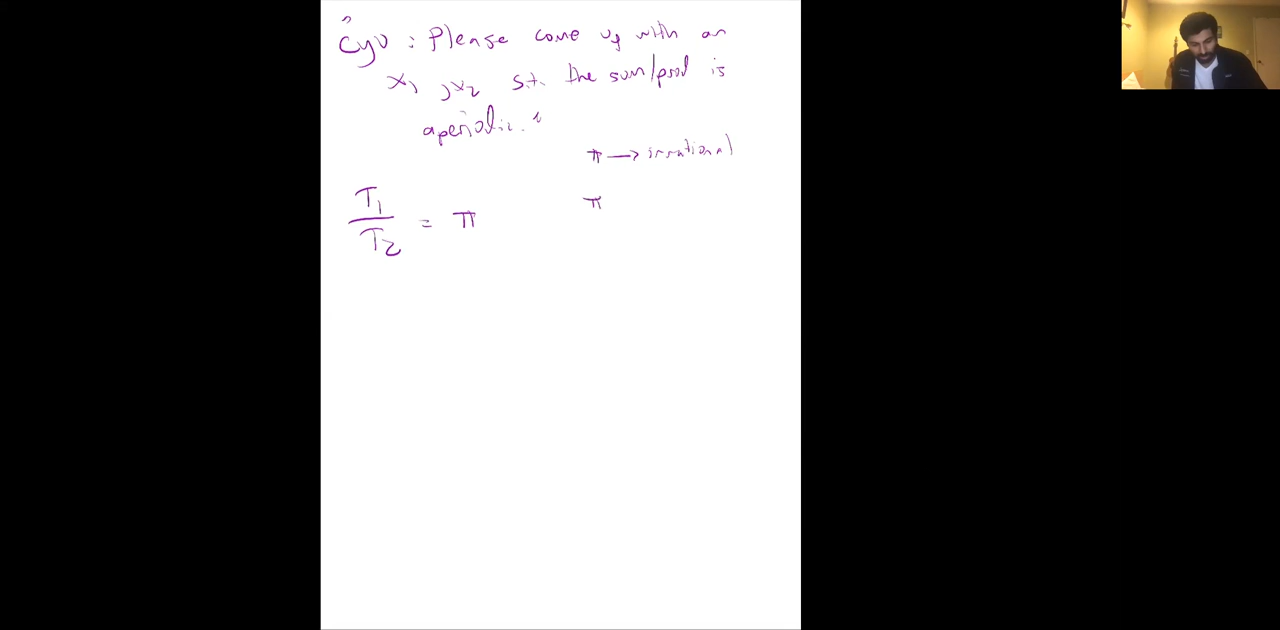 Cyu : Please come up with an
x₁ , x₂ s.t. the sum/prod is
aperiodic.
π → irrational
T₁/T₂ = π
π